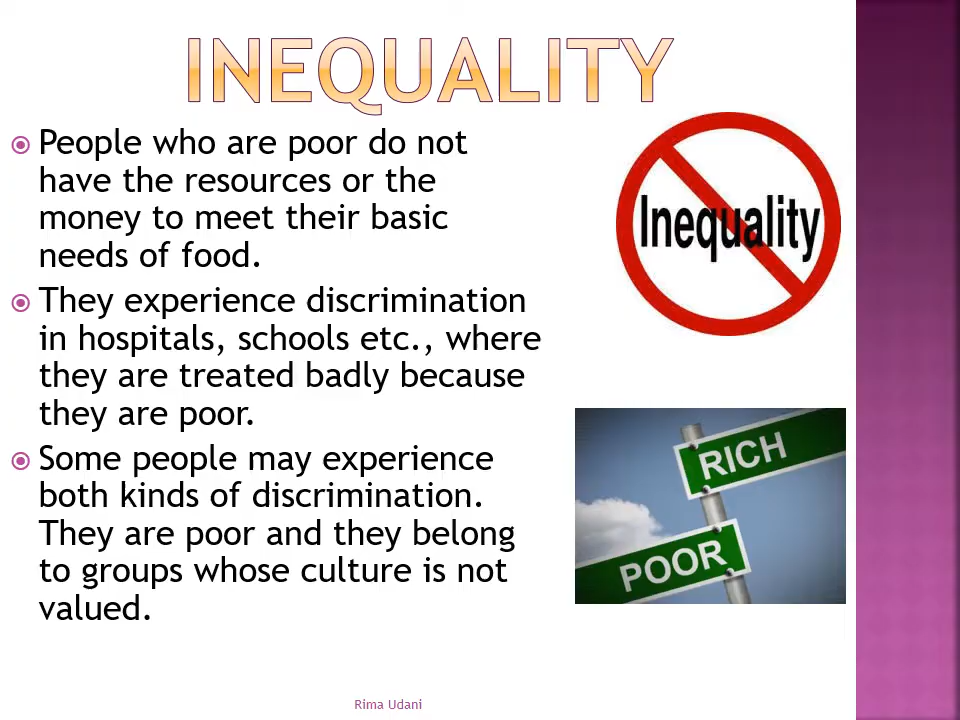 INEQUALITY
People who are poor do not
have the resources or the
money to meet their basic
needs of food.
They experience discrimination
in hospitals, schools etc., where
they are treated badly because
they are poor.
Some people may experience
both kinds of discrimination.
They are poor and they belong
to groups whose culture is not
valued.
Inequality
RICH
POOR
Rima Udani